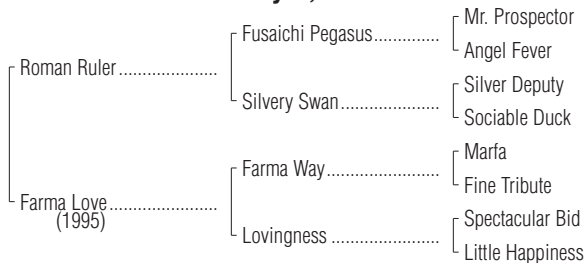 Mr. Prospector
Fusaichi Pegasus...............
Angel Fever
Roman Ruler.....................
Silver Deputy
Silvery Swan.....................
Sociable Duck
Marfa
Farma Way.......................
Fine Tribute
Farma Love.......................
(1995)
Spectacular Bid
Lovingness.......................
Little Happiness